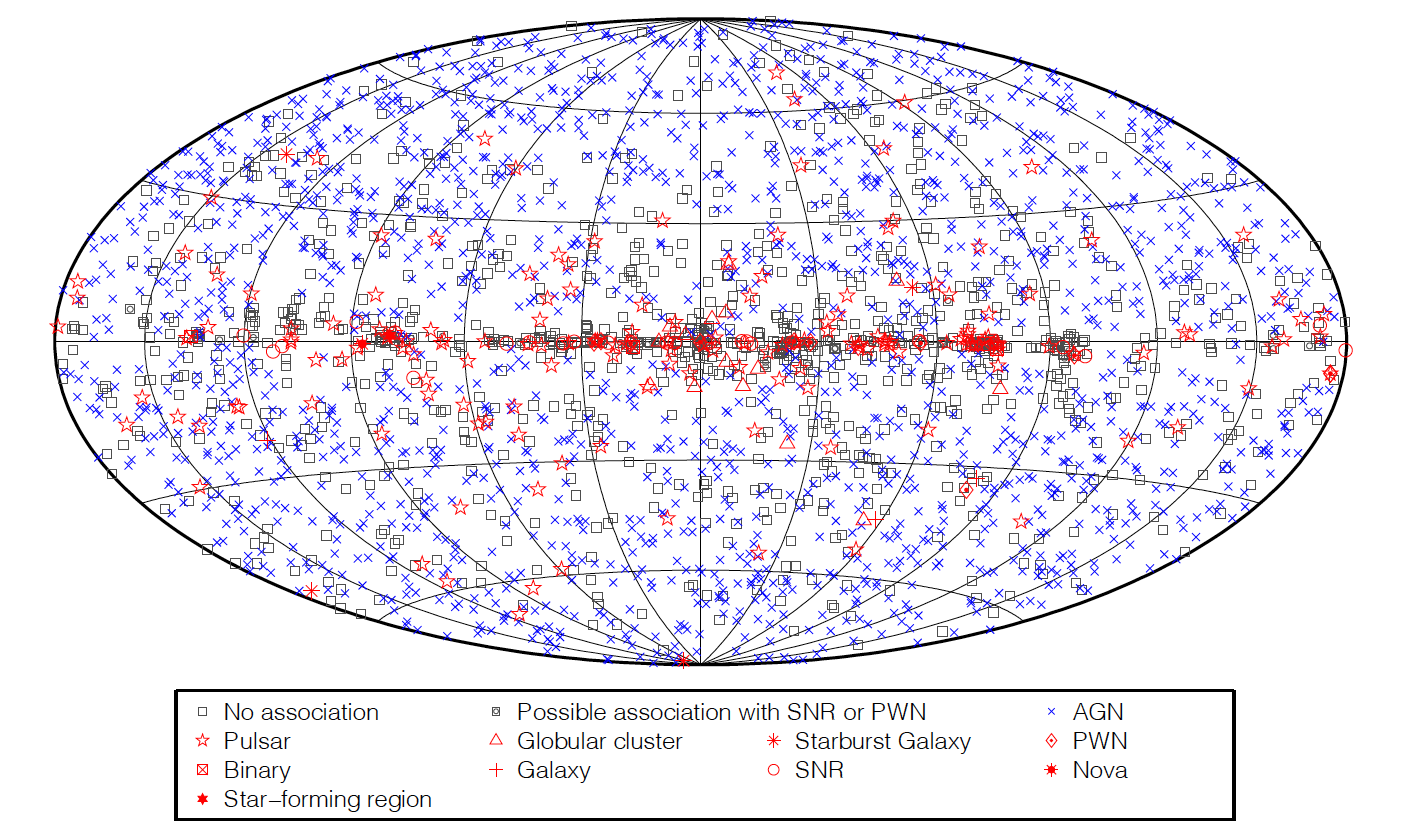 No association Possible association with SNR or PWN AGN
Pulsar Globular cluster Starburst Galaxy PWN
Binary Galaxy SNR Nova
Star−forming region